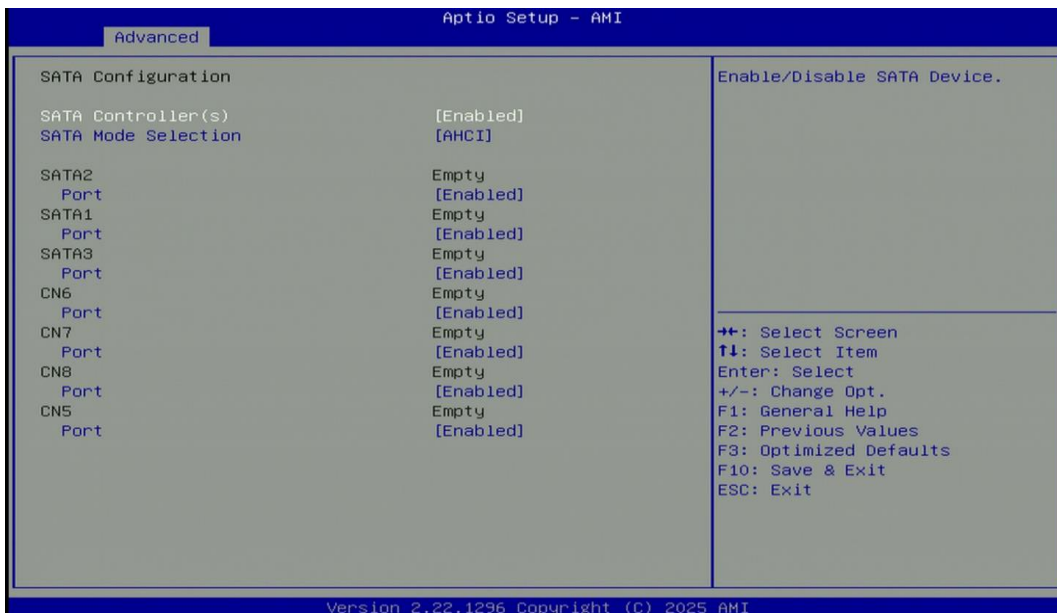 Aptio Setup – AMI
Advanced
SATA Configuration
SATA Controller(s) [Enabled]
SATA Mode Selection [AHCI]
SATA2 Empty
Port [Enabled]
SATA1 Empty
Port [Enabled]
SATA3 Empty
Port [Enabled]
CN6 Empty
Port [Enabled]
CN7 Empty
Port [Enabled]
CN8 Empty
Port [Enabled]
CN5 Empty
Port [Enabled]
Enable/Disable SATA Device.
→←: Select Screen
↑↓: Select Item
Enter: Select
+/-: Change Opt.
F1: General Help
F2: Previous Values
F3: Optimized Defaults
F10: Save & Exit
ESC: Exit
Version 2.22.1296 Copyright (C) 2025 AMI